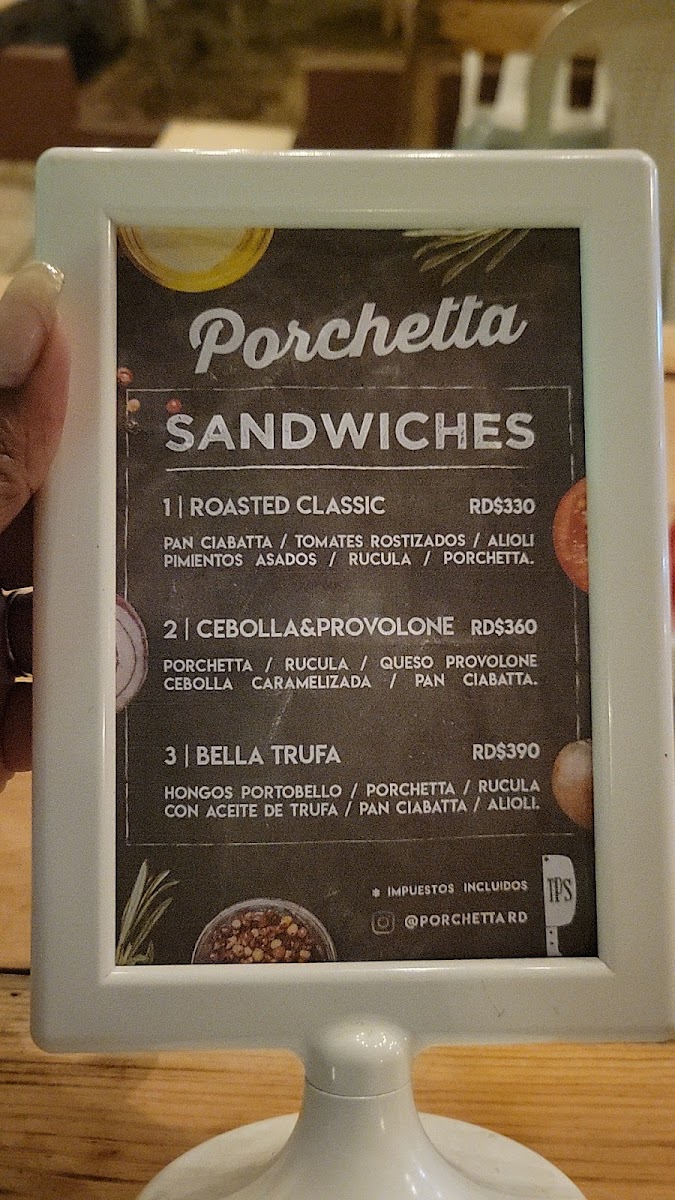 Porchetta
SANDWICHES
1 | ROASTED CLASSIC RD$330
PAN CIABATTA / TOMATES ROSTIZADOS / ALIOLI
PIMIENTOS ASADOS / RUCULA / PORCHETTA.
2 | CEBOLLA&PROVOLONE RD$360
PORCHETTA / RUCULA / QUESO PROVOLONE
CEBOLLA CARAMELIZADA / PAN CIABATTA.
3 | BELLA TRUFA RD$390
HONGOS PORTOBELLO / PORCHETTA / RUCULA
CON ACEITE DE TRUFA / PAN CIABATTA / ALIOLI.
* IMPUESTOS INCLUIDOS
@PORCHETTARD
TPS